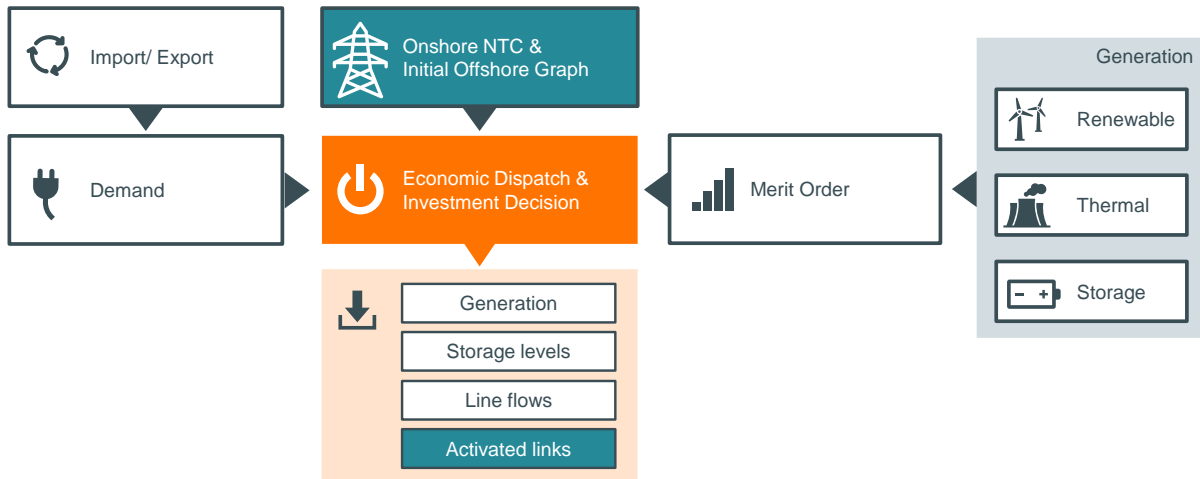 Import/ Export
Onshore NTC &
Initial Offshore Graph
Generation
Renewable
Demand
Economic Dispatch &
Investment Decision
Merit Order
Thermal
Storage
Generation
Storage levels
Line flows
Activated links